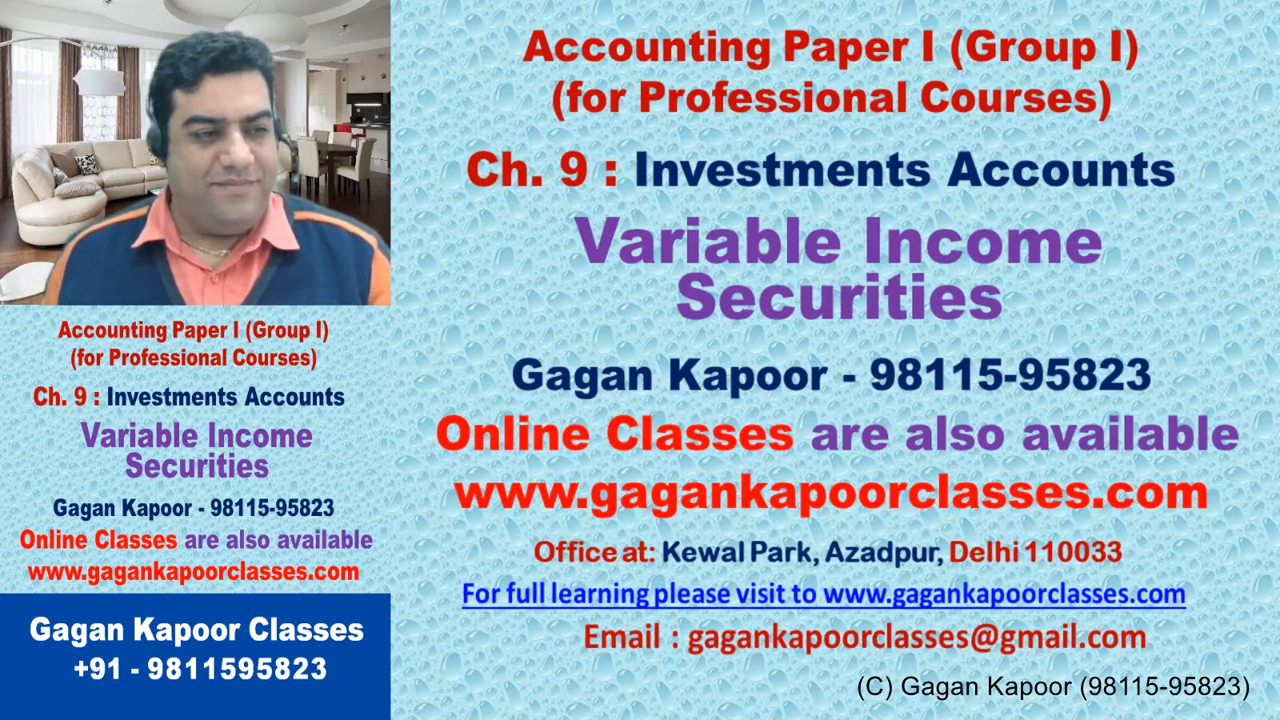 Accounting Paper I (Group I)
(for Professional Courses)
Ch. 9 : Investments Accounts
Variable Income
Securities
Gagan Kapoor - 98115-95823
Online Classes are also available
www.gagankapoorclasses.com
Gagan Kapoor Classes
+91 - 9811595823
Accounting Paper I (Group I)
(for Professional Courses)
Ch. 9 : Investments Accounts
Variable Income
Securities
Gagan Kapoor - 98115-95823
Online Classes are also available
www.gagankapoorclasses.com
Office at: Kewal Park, Azadpur, Delhi 110033
For full learning please visit to www.gagankapoorclasses.com
Email : gagankapoorclasses@gmail.com
(C) Gagan Kapoor (98115-95823)